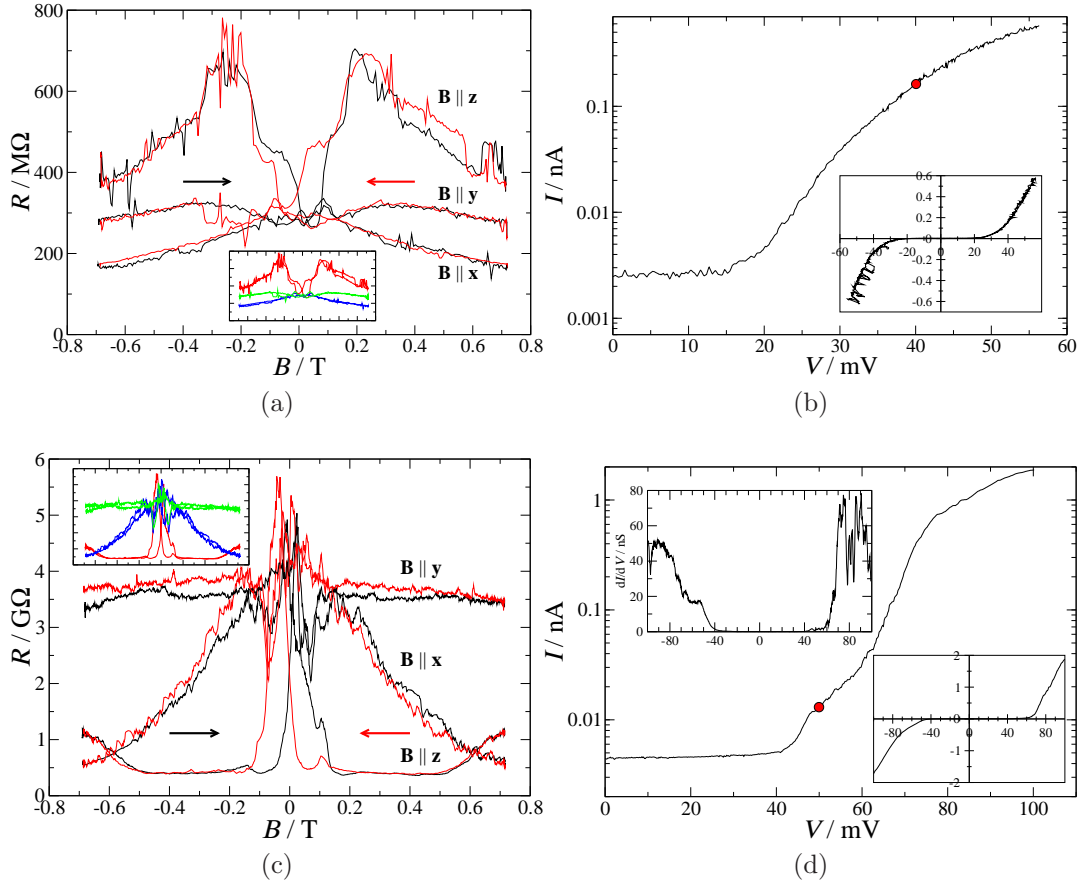 800
600
400
200
0
R / MΩ
B ∥ z
B ∥ y
B ∥ x
-0.8 -0.6 -0.4 -0.2 0 0.2 0.4 0.6 0.8
B / T
(a)
1
0.1
0.01
0.001
I / nA
0.6
0.4
0.2
0
-0.2
-0.4
-0.6
-60 -40 -20 20 40
0 10 20 30 40 50 60
V / mV
(b)
6
5
4
3
2
1
0
R / GΩ
B ∥ y
B ∥ x
B ∥ z
-0.8 -0.6 -0.4 -0.2 0 0.2 0.4 0.6 0.8
B / T
(c)
1
0.1
0.01
I / nA
80
60
40
20
0
dI/dV / nS
-80 -40 0 40 80
2
1
0
-1
-2
-80 -40 40 80
0 20 40 60 80 100
V / mV
(d)